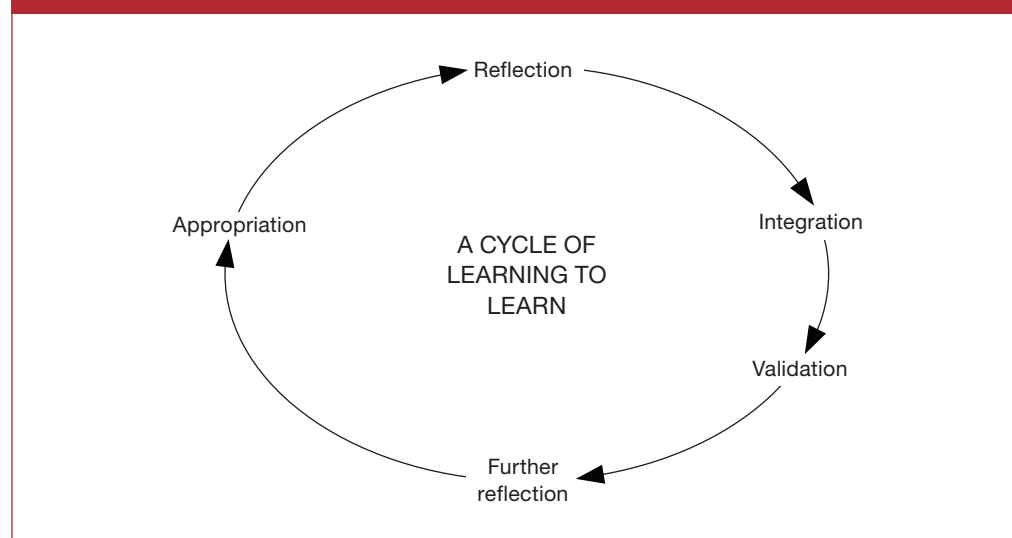 Reflection
Appropriation
Integration
A CYCLE OF
LEARNING TO
LEARN
Validation
Further
reflection